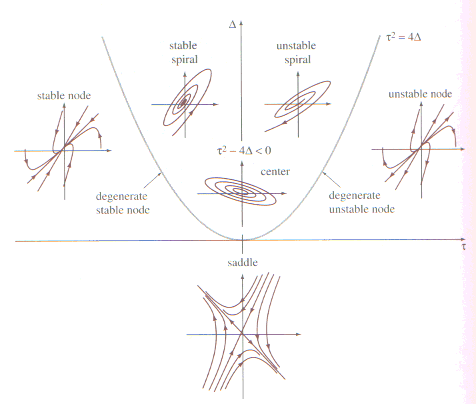 Δ
τ² = 4Δ
stable
spiral
unstable
spiral
stable node
unstable node
τ² − 4Δ < 0
center
degenerate
stable node
degenerate
unstable node
τ
saddle